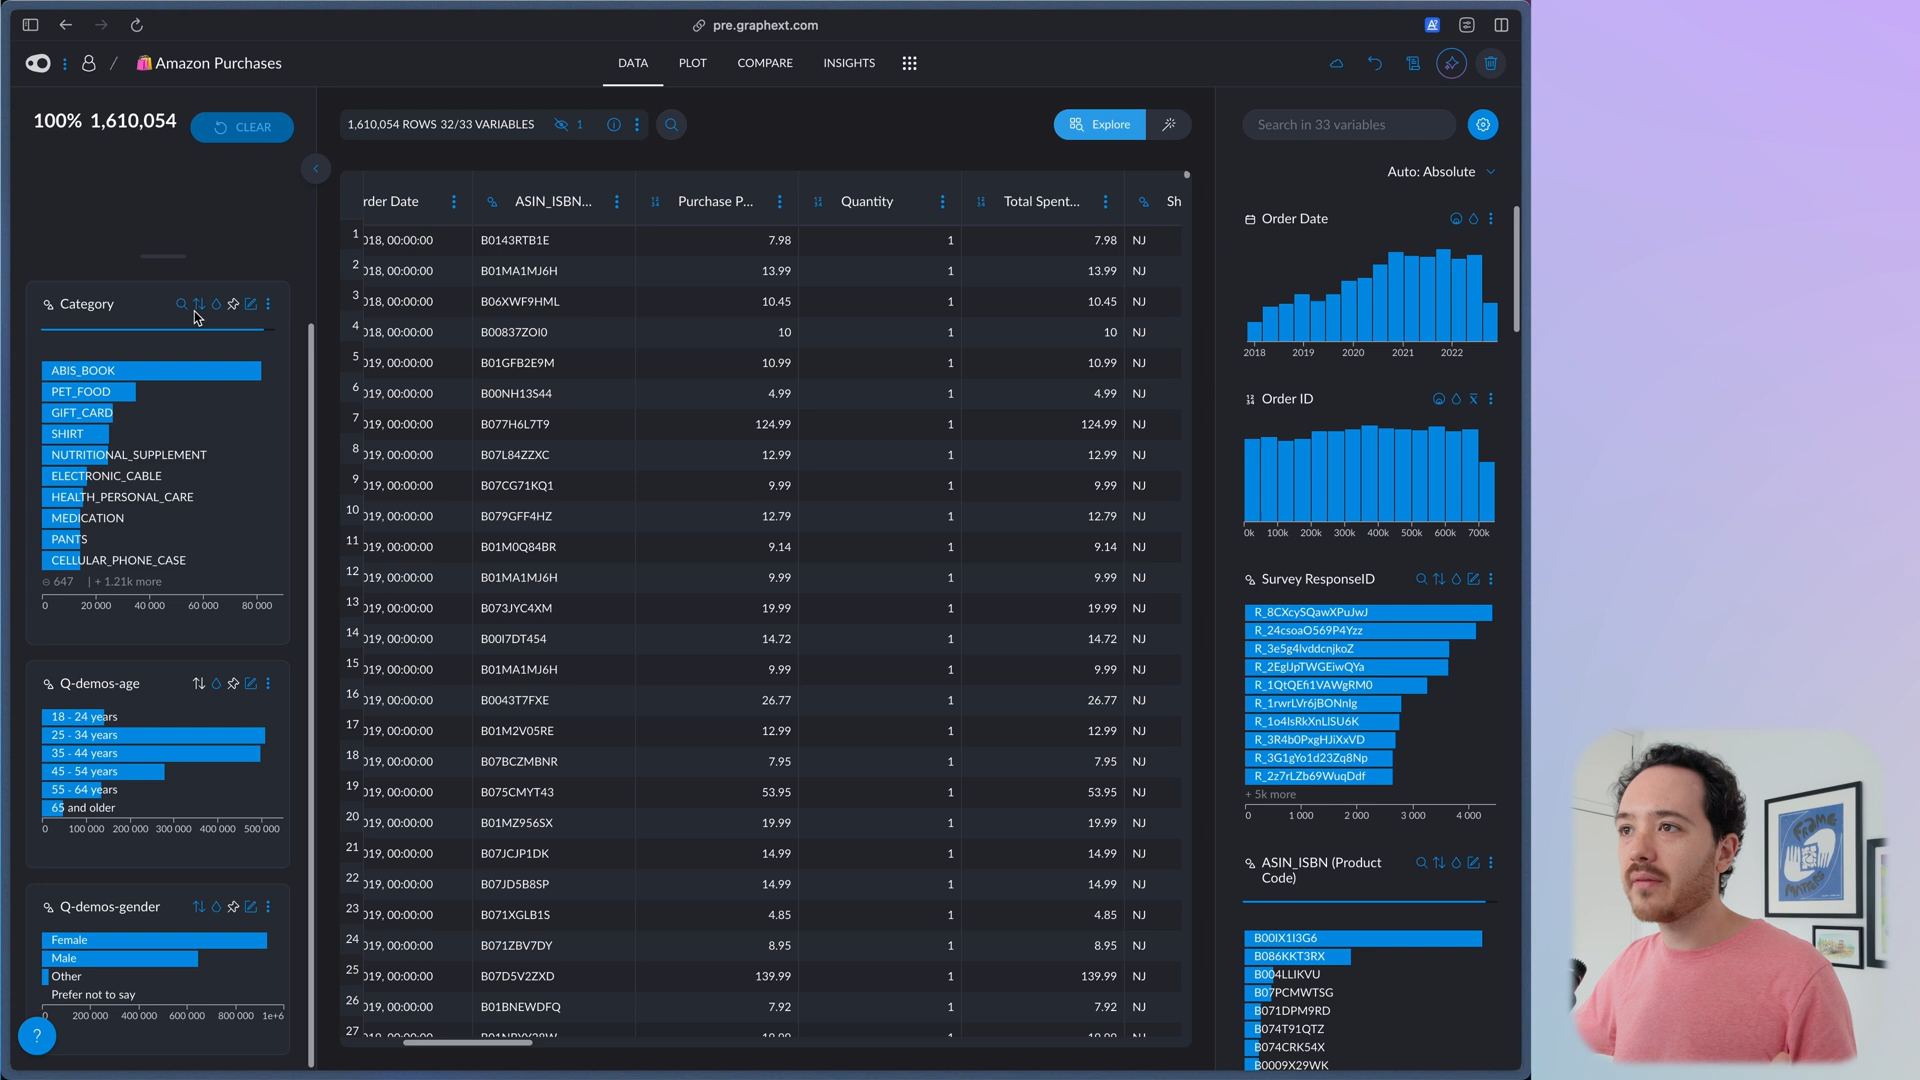 pre.graphext.com
/ 🛍️ Amazon Purchases
DATA PLOT COMPARE INSIGHTS
100% 1,610,054
CLEAR
1,610,054 ROWS 32/33 VARIABLES 1
Explore
Search in 33 variables
Auto: Absolute
Category
ABIS_BOOK
PET_FOOD
GIFT_CARD
SHIRT
NUTRITIONAL_SUPPLEMENT
ELECTRONIC_CABLE
HEALTH_PERSONAL_CARE
MEDICATION
PANTS
CELLULAR_PHONE_CASE
647 | + 1.21k more
0 20 000 40 000 60 000 80 000
Q-demos-age
18 - 24 years
25 - 34 years
35 - 44 years
45 - 54 years
55 - 64 years
65 and older
0 100 000 200 000 300 000 400 000 500 000
Q-demos-gender
Female
Male
Other
Prefer not to say
0 200 000 400 000 600 000 800 000 1e+6
?
rder Date ASIN_ISBN... Purchase P... Quantity Total Spent... Sh
1 018, 00:00:00 B0143RTB1E 7.98 1 7.98 NJ
2 018, 00:00:00 B01MA1MJ6H 13.99 1 13.99 NJ
3 018, 00:00:00 B06XWF9HML 10.45 1 10.45 NJ
4 018, 00:00:00 B00837ZOI0 10 1 10 NJ
5 019, 00:00:00 B01GFB2E9M 10.99 1 10.99 NJ
6 019, 00:00:00 B00NH13S44 4.99 1 4.99 NJ
7 019, 00:00:00 B077H6L7T9 124.99 1 124.99 NJ
8 019, 00:00:00 B07L84ZZXC 12.99 1 12.99 NJ
9 019, 00:00:00 B07CG71KQ1 9.99 1 9.99 NJ
10 019, 00:00:00 B079GFF4HZ 12.79 1 12.79 NJ
11 019, 00:00:00 B01M0Q84BR 9.14 1 9.14 NJ
12 019, 00:00:00 B01MA1MJ6H 9.99 1 9.99 NJ
13 019, 00:00:00 B073JYC4XM 19.99 1 19.99 NJ
14 019, 00:00:00 B00I7DT454 14.72 1 14.72 NJ
15 019, 00:00:00 B01MA1MJ6H 9.99 1 9.99 NJ
16 019, 00:00:00 B0043T7FXE 26.77 1 26.77 NJ
17 019, 00:00:00 B01M2V05RE 12.99 1 12.99 NJ
18 019, 00:00:00 B07BCZMBNR 7.95 1 7.95 NJ
19 019, 00:00:00 B075CMYT43 53.95 1 53.95 NJ
20 019, 00:00:00 B01MZ956SX 19.99 1 19.99 NJ
21 019, 00:00:00 B07JCJP1DK 14.99 1 14.99 NJ
22 019, 00:00:00 B07JD5B8SP 14.99 1 14.99 NJ
23 019, 00:00:00 B071XGLB1S 4.85 1 4.85 NJ
24 019, 00:00:00 B071ZBV7DY 8.95 1 8.95 NJ
25 019, 00:00:00 B07D5V2ZXD 139.99 1 139.99 NJ
26 019, 00:00:00 B01BNEWDFQ 7.92 1 7.92 NJ
27
Order Date
2018 2019 2020 2021 2022
Order ID
0k 100k 200k 300k 400k 500k 600k 700k
Survey ResponseID
R_8CXcySQawXPuJwJ
R_24csoaO569P4Yzz
R_3e5g4lvddcnjkoZ
R_2EglJpTWGEiwQYa
R_1QtQEfi1VAWgRM0
R_1rwrLVr6jBONnIg
R_1o4IsRkXnLlSU6K
R_3R4b0PxgHJiXxVD
R_3G1gYo1d23Zq8Np
R_2z7rLZb69WuqDdf
+ 5k more
0 1 000 2 000 3 000 4 000
ASIN_ISBN (Product
Code)
B00IX1I3G6
B086KKT3RX
B004LLIKVU
B07PCMWTSG
B071DPM9RD
B074T91QTZ
B074CRK54X
B0009X29WK
FRAME
MATTERS